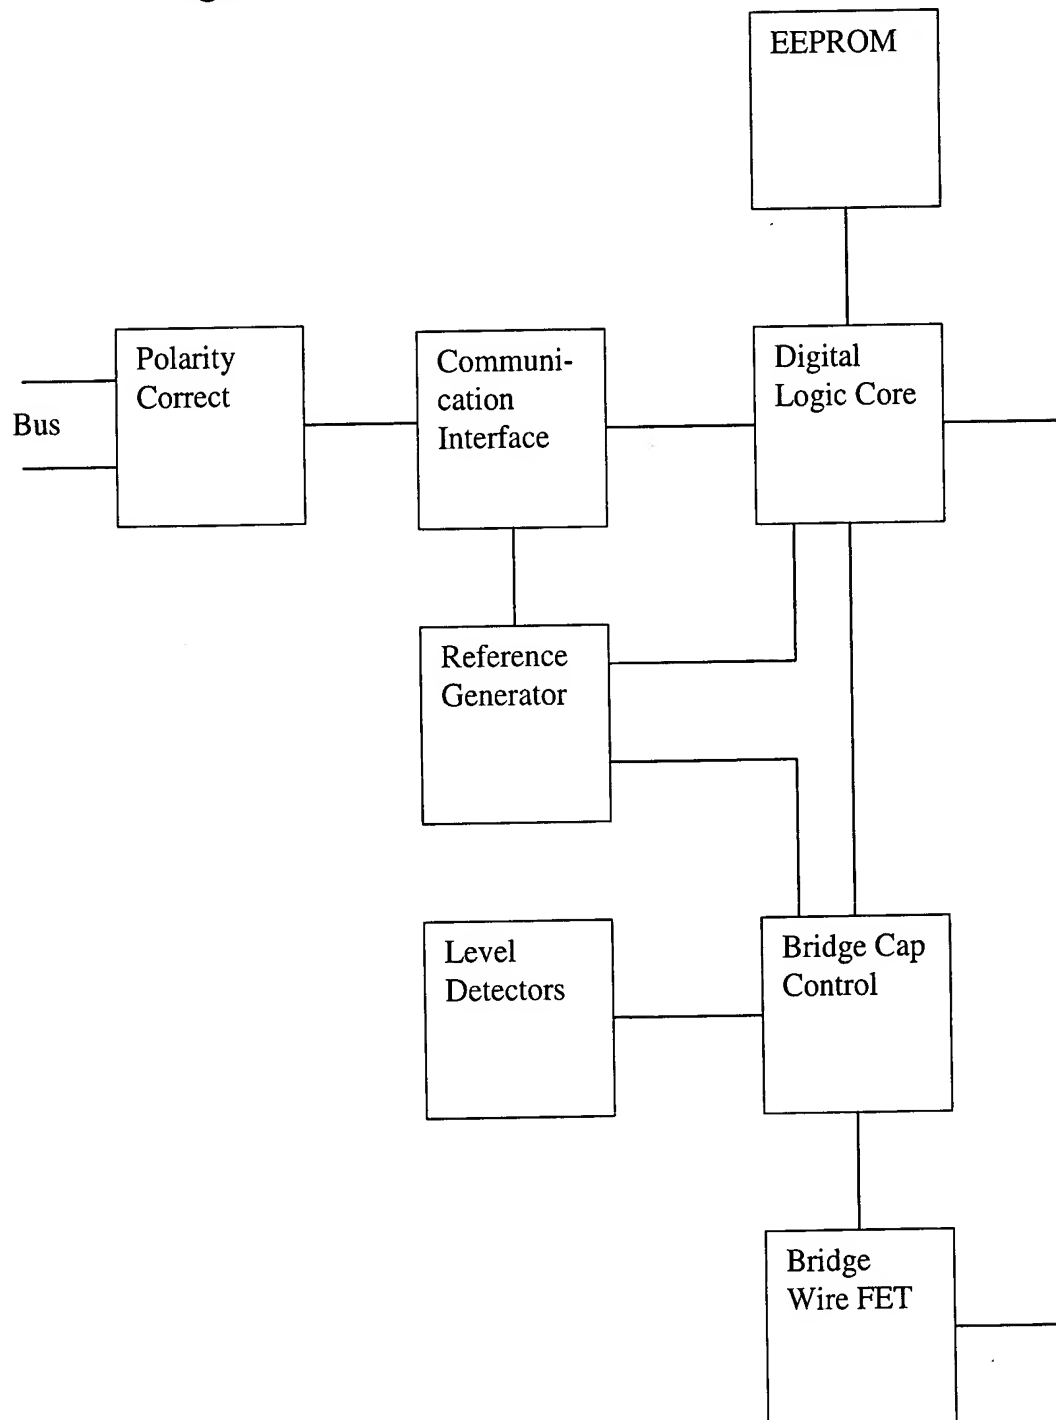 EEPROM
Polarity
Correct
Communi-
cation
Interface
Digital
Logic Core
Bus
Reference
Generator
Level
Detectors
Bridge Cap
Control
Bridge
Wire FET